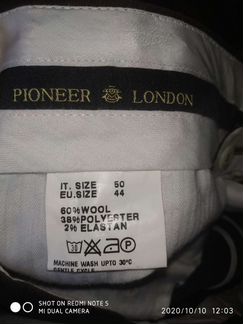 PIONEER LONDON
IT. SIZE 50
EU. SIZE 44
60%WOOL
38%POLYESTER
2% ELASTAN
30 P
MACHINE WASH UPTO 30°C
GENTLE CYCLE
SHOT ON REDMI NOTE 5
MI DUAL CAMERA
2020/10/10 12:03